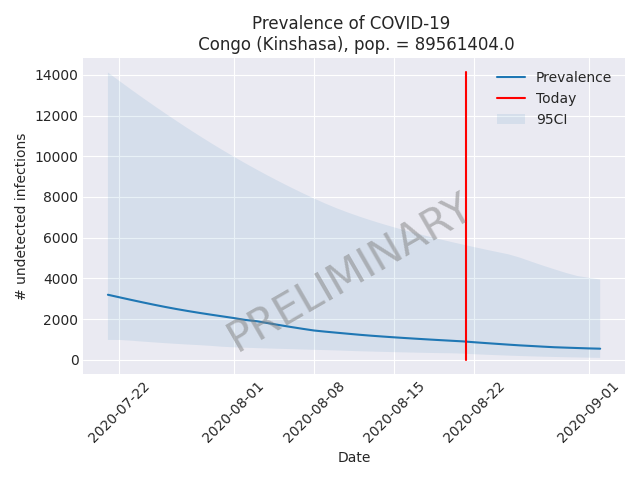 Prevalence of COVID-19
Congo (Kinshasa), pop. = 89561404.0
14000
12000
10000
8000
6000
4000
2000
0
# undetected infections
Prevalence
Today
95CI
PRELIMINARY
2020-07-22
2020-08-01
2020-08-08
2020-08-15
2020-08-22
2020-09-01
Date